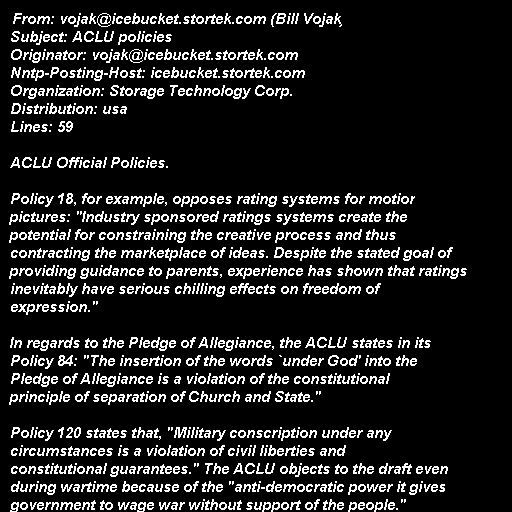 From: vojak@icebucket.stortek.com (Bill Vojak
Subject: ACLU policies
Originator: vojak@icebucket.stortek.com
Nntp-Posting-Host: icebucket.stortek.com
Organization: Storage Technology Corp.
Distribution: usa
Lines: 59
ACLU Official Policies.
Policy 18, for example, opposes rating systems for motion
pictures: "Industry sponsored ratings systems create the
potential for constraining the creative process and thus
contracting the marketplace of ideas. Despite the stated goal of
providing guidance to parents, experience has shown that ratings
inevitably have serious chilling effects on freedom of
expression."
In regards to the Pledge of Allegiance, the ACLU states in its
Policy 84: "The insertion of the words `under God' into the
Pledge of Allegiance is a violation of the constitutional
principle of separation of Church and State."
Policy 120 states that, "Military conscription under any
circumstances is a violation of civil liberties and
constitutional guarantees." The ACLU objects to the draft even
during wartime because of the "anti-democratic power it gives
government to wage war without support of the people."